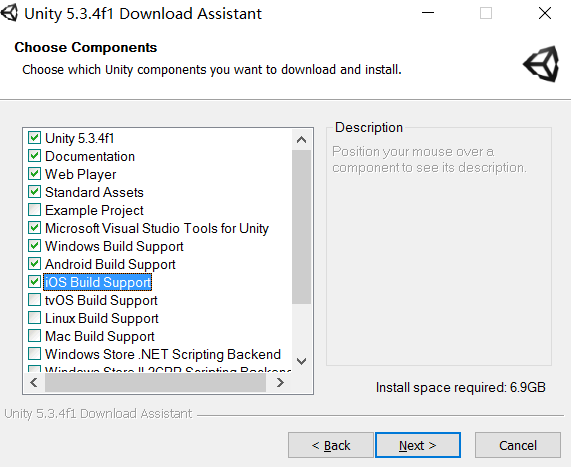 Unity 5.3.4f1 Download Assistant
Choose Components
Choose which Unity components you want to download and install.
Unity 5.3.4f1
Documentation
Web Player
Standard Assets
Example Project
Microsoft Visual Studio Tools for Unity
Windows Build Support
Android Build Support
iOS Build Support
tvOS Build Support
Linux Build Support
Mac Build Support
Windows Store .NET Scripting Backend
Windows Store IL2CPP Scripting Backend
Description
Position your mouse over a
component to see its description.
Install space required: 6.9GB
Unity 5.3.4f1 Download Assistant
< Back
Next >
Cancel